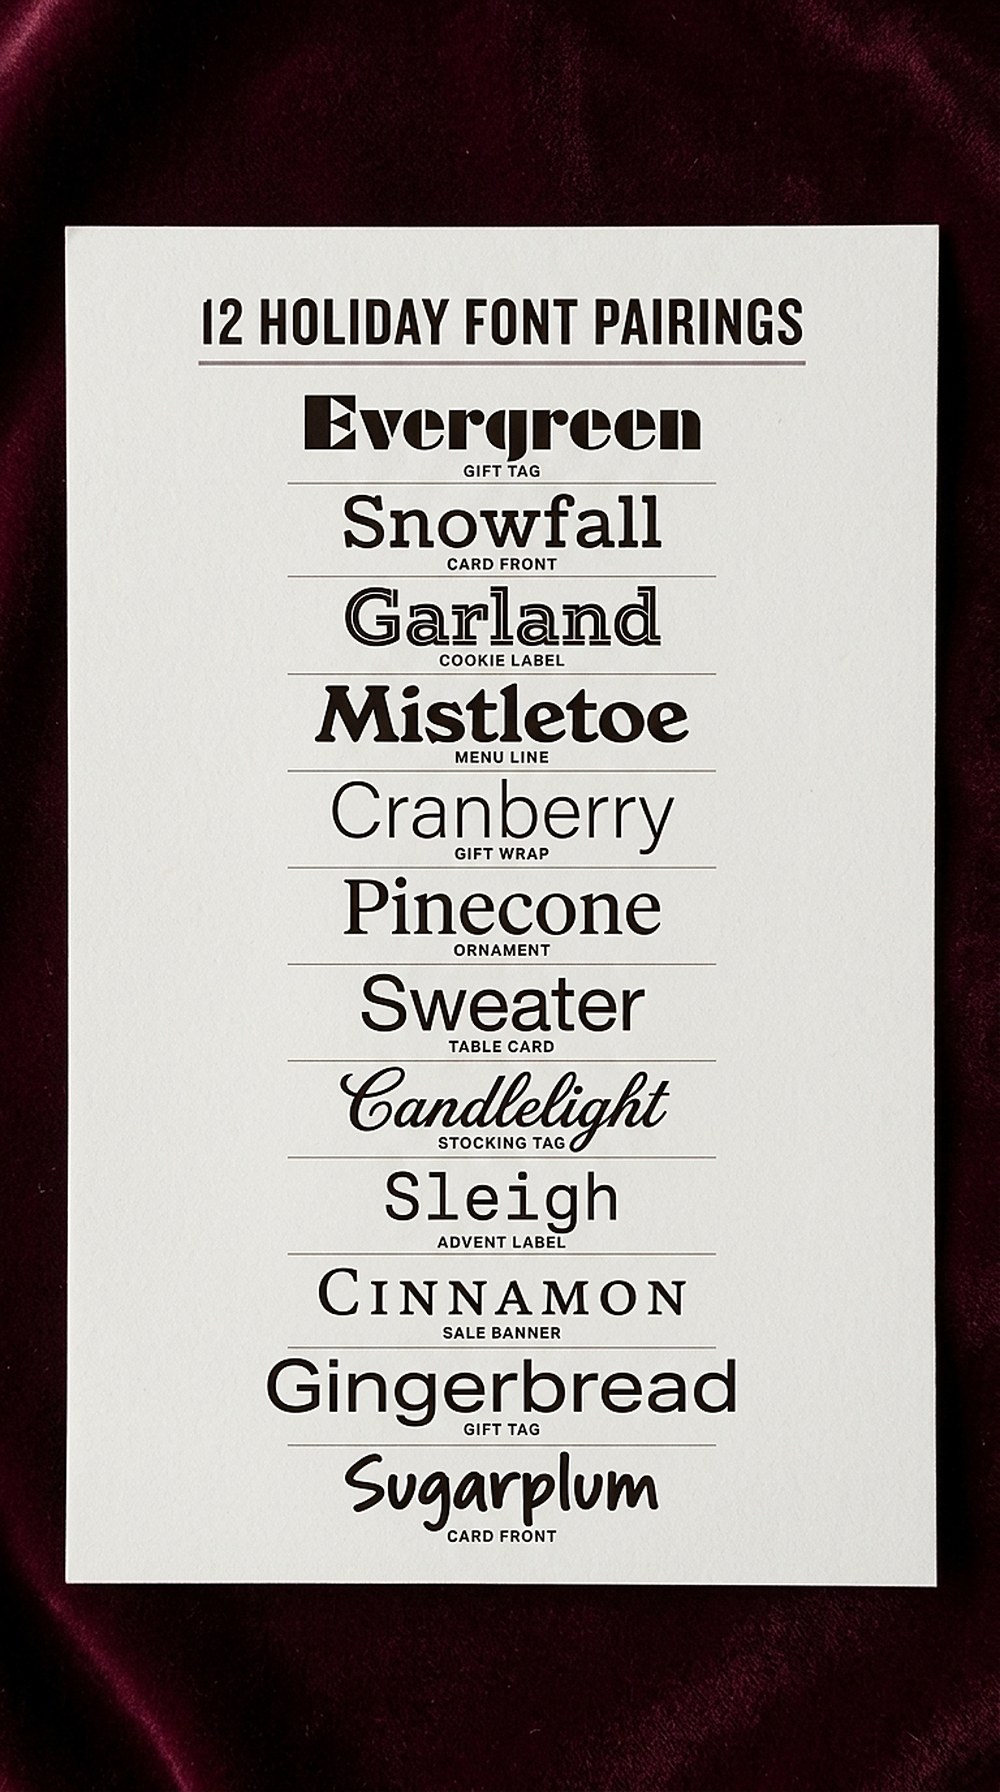 12 HOLIDAY FONT PAIRINGS
Evergreen
GIFT TAG
Snowfall
CARD FRONT
Garland
COOKIE LABEL
Mistletoe
MENU LINE
Cranberry
GIFT WRAP
Pinecone
ORNAMENT
Sweater
TABLE CARD
Candlelight
STOCKING TAG
Sleigh
ADVENT LABEL
CINNAMON
SALE BANNER
Gingerbread
GIFT TAG
Sugarplum
CARD FRONT